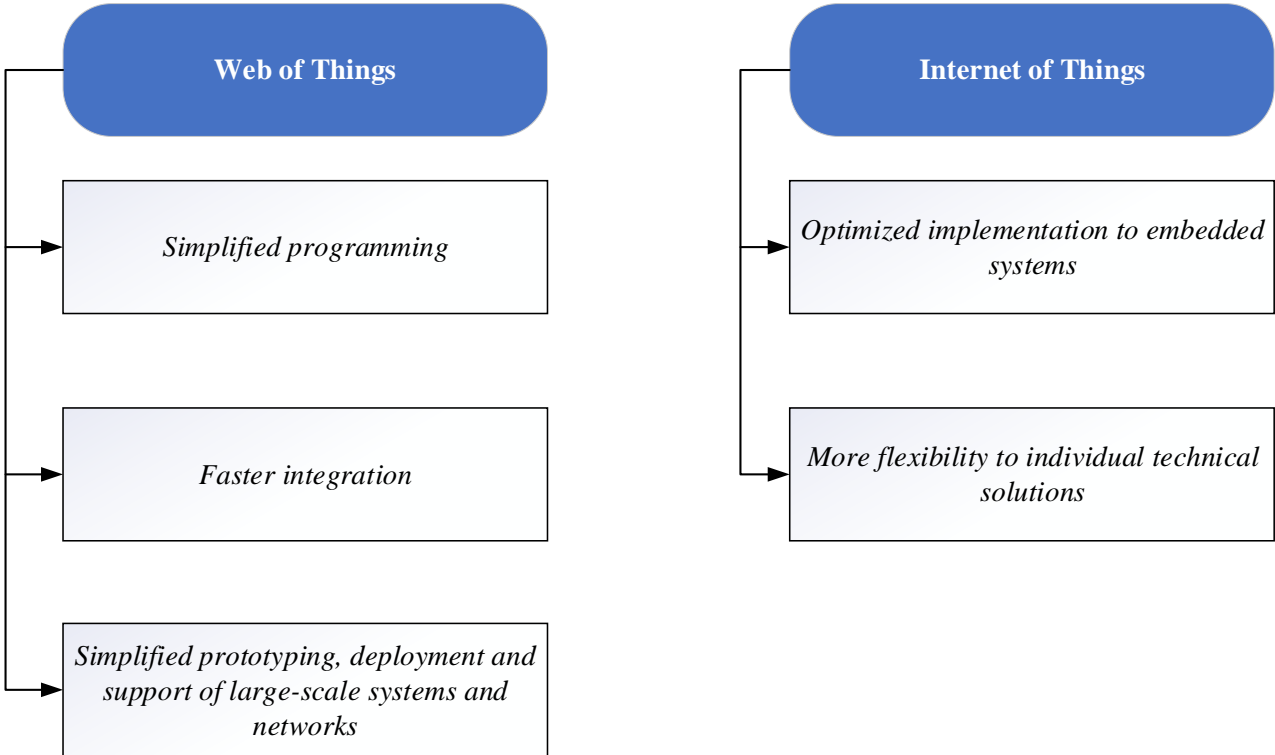 Web of Things
Simplified programming
Faster integration
Simplified prototyping, deployment and
support of large-scale systems and
networks
Internet of Things
Optimized implementation to embedded
systems
More flexibility to individual technical
solutions